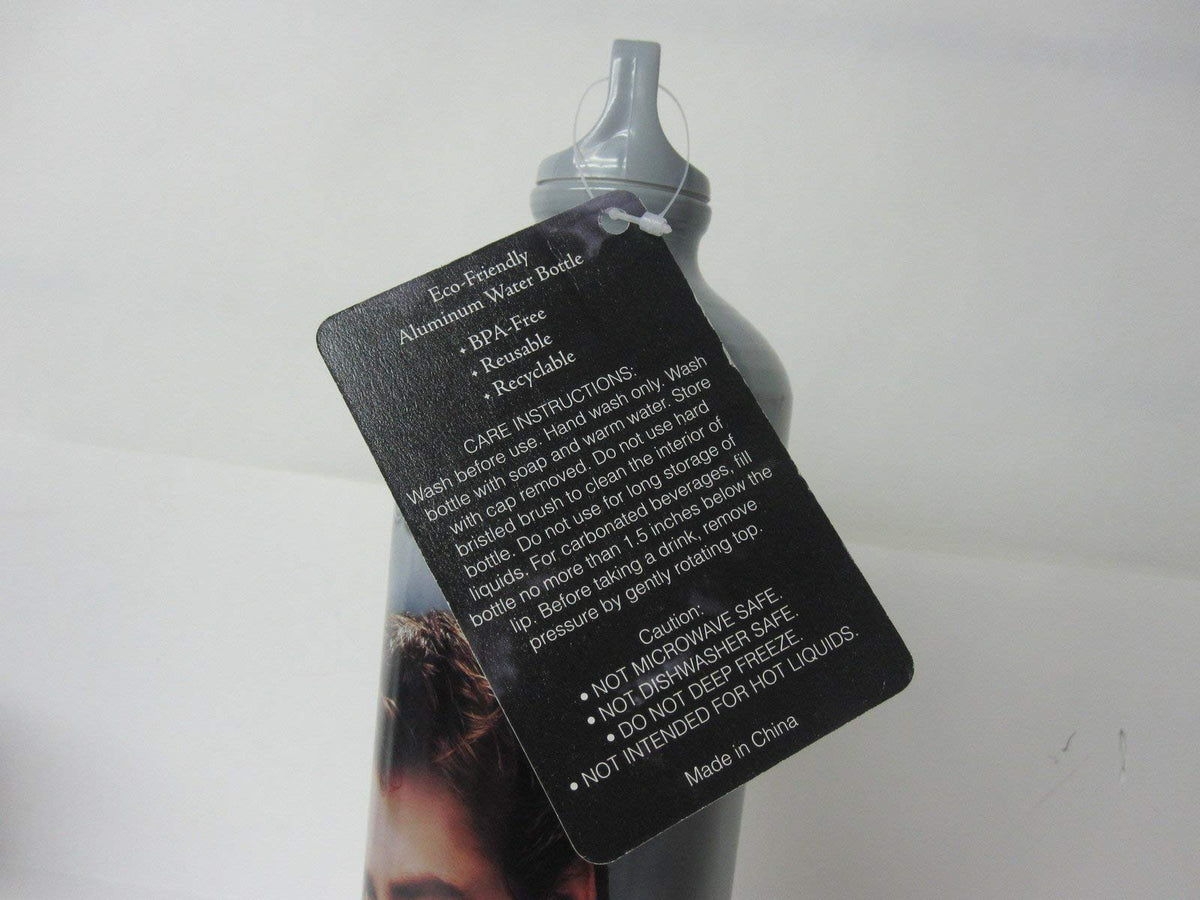 Eco-Friendly
Aluminum Water Bottle
• BPA-Free
• Reusable
• Recyclable
CARE INSTRUCTIONS:
Wash before use. Hand wash only. Wash
bottle with soap and warm water. Store
with cap removed. Do not use hard
bristled brush to clean the interior of
bottle. Do not use for long storage of
liquids. For carbonated beverages, fill
bottle no more than 1.5 inches below the
lip. Before taking a drink, remove
pressure by gently rotating top.
Caution:
• NOT MICROWAVE SAFE.
• NOT DISHWASHER SAFE.
• DO NOT DEEP FREEZE.
• NOT INTENDED FOR HOT LIQUIDS.
Made in China